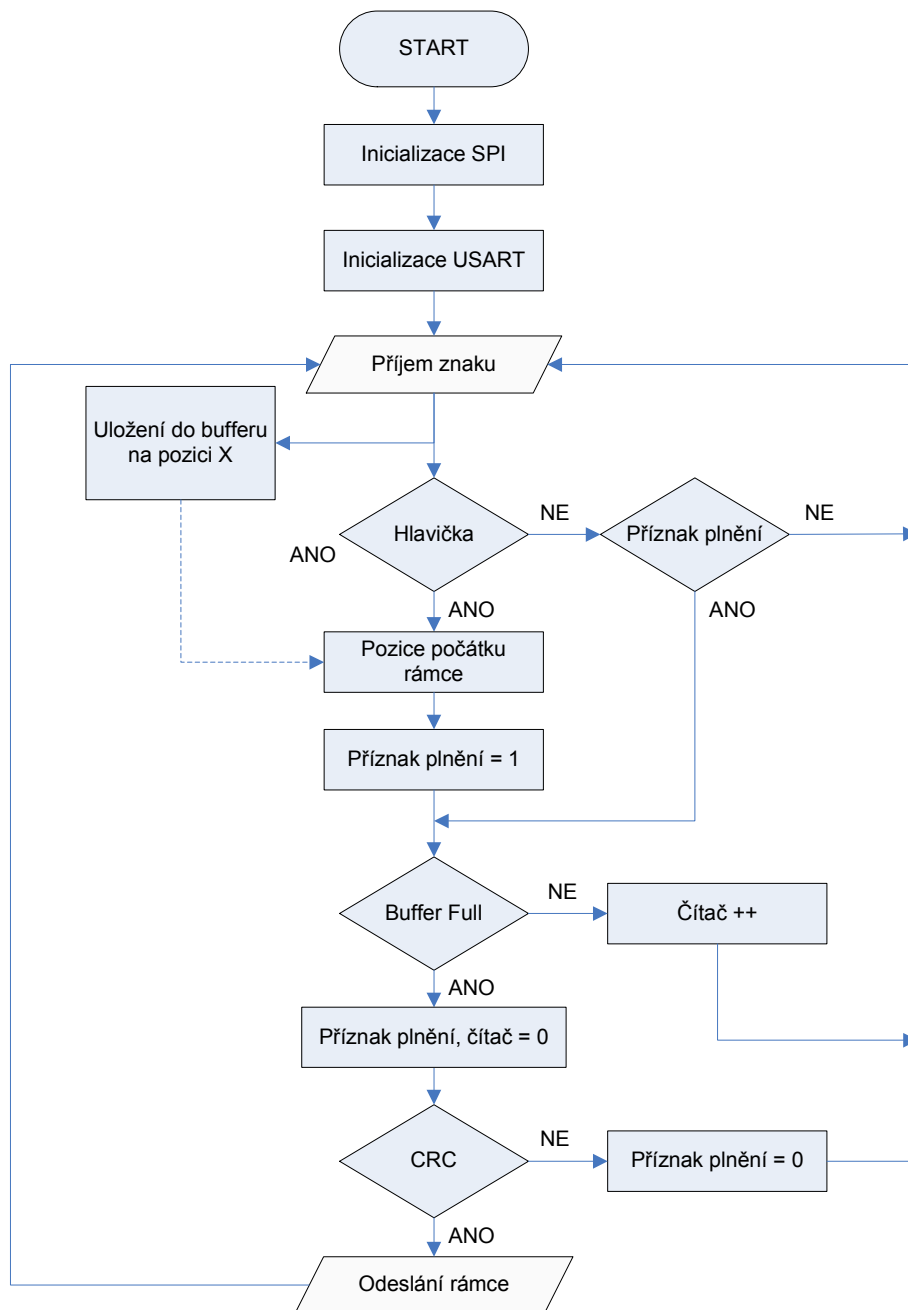 START
Inicializace SPI
Inicializace USART
Příjem znaku
Uložení do bufferu
na pozici X
Hlavička
NE
Příznak plnění
NE
ANO
ANO
ANO
Pozice počátku
rámce
Příznak plnění = 1
Buffer Full
NE
Čítač ++
ANO
Příznak plnění, čítač = 0
CRC
NE
Příznak plnění = 0
ANO
Odeslání rámce